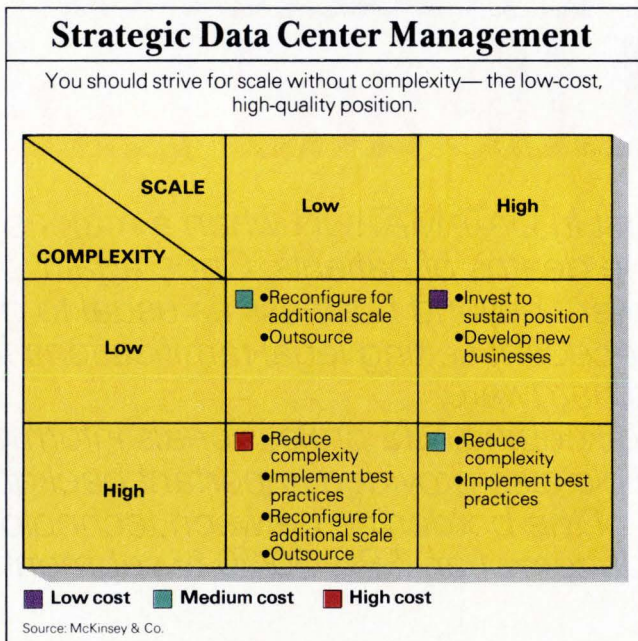 Strategic Data Center Management
You should strive for scale without complexity— the low-cost,
high-quality position.
SCALE
COMPLEXITY
Low
High
Low
●Reconfigure for
additional scale
●Outsource
●Invest to
sustain position
●Develop new
businesses
High
●Reduce
complexity
●Implement best
practices
●Reconfigure for
additional scale
●Outsource
●Reduce
complexity
●Implement best
practices
Low cost Medium cost High cost
Source: McKinsey & Co.